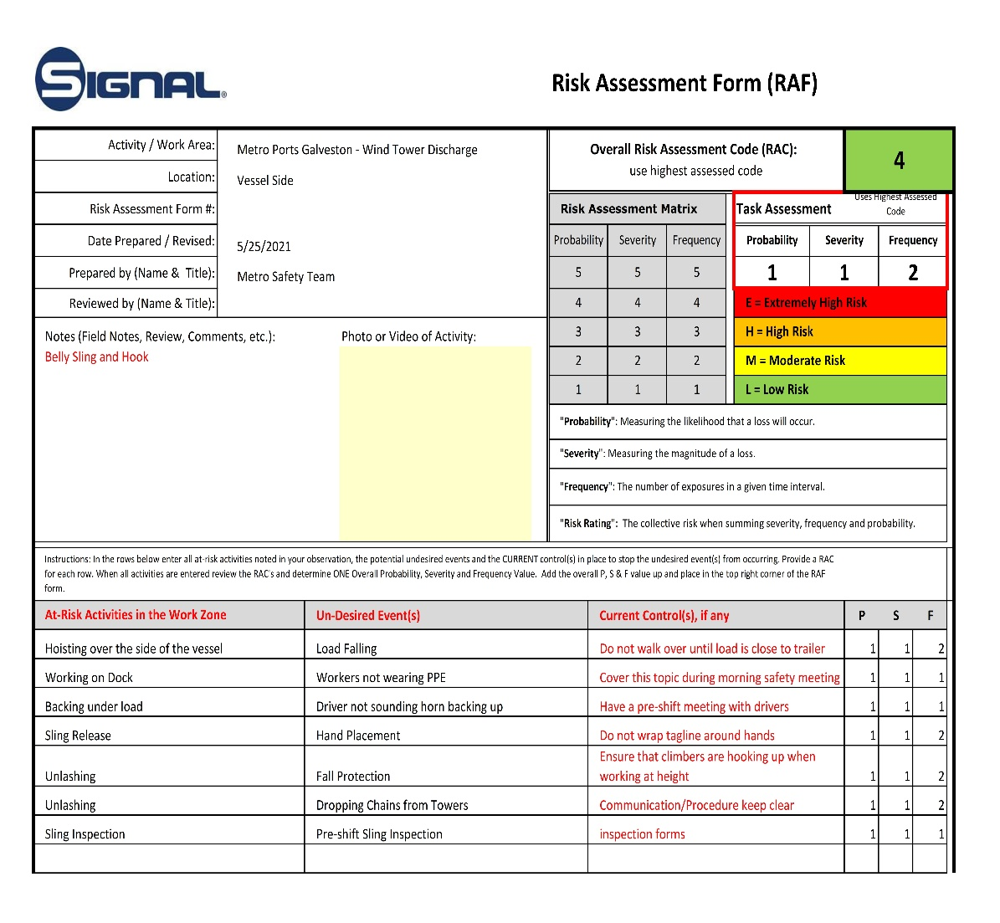 SIGNAL®
Risk Assessment Form (RAF)
Activity / Work Area:
Metro Ports Galveston - Wind Tower Discharge
Location:
Vessel Side
Risk Assessment Form #:
Date Prepared / Revised:
5/25/2021
Prepared by (Name & Title):
Metro Safety Team
Reviewed by (Name & Title):
Overall Risk Assessment Code (RAC):
use highest assessed code
4
Risk Assessment Matrix
Probability Severity Frequency
5 5 5
4 4 4
3 3 3
2 2 2
1 1 1
Task Assessment
Uses Highest Assessed
Code
Probability Severity Frequency
1 1 2
E = Extremely High Risk
H = High Risk
M = Moderate Risk
L = Low Risk
Notes (Field Notes, Review, Comments, etc.):
Belly Sling and Hook
Photo or Video of Activity:
"Probability": Measuring the likelihood that a loss will occur.
"Severity": Measuring the magnitude of a loss.
"Frequency": The number of exposures in a given time interval.
"Risk Rating": The collective risk when summing severity, frequency and probability.
Instructions: In the rows below enter all at-risk activities noted in your observation, the potential undesired events and the CURRENT control(s) in place to stop the undesired event(s) from occurring. Provide a RAC
for each row. When all activities are entered review the RAC's and determine ONE Overall Probability, Severity and Frequency Value. Add the overall P, S & F value up and place in the top right corner of the RAF
form.
At-Risk Activities in the Work Zone Un-Desired Event(s) Current Control(s), if any P S F
Hoisting over the side of the vessel Load Falling Do not walk over until load is close to trailer 1 1 2
Working on Dock Workers not wearing PPE Cover this topic during morning safety meeting 1 1 1
Backing under load Driver not sounding horn backing up Have a pre-shift meeting with drivers 1 1 1
Sling Release Hand Placement Do not wrap tagline around hands 1 1 2
Ensure that climbers are hooking up when
Unlashing Fall Protection working at height 1 1 2
Unlashing Dropping Chains from Towers Communication/Procedure keep clear 1 1 2
Sling Inspection Pre-shift Sling Inspection inspection forms 1 1 1